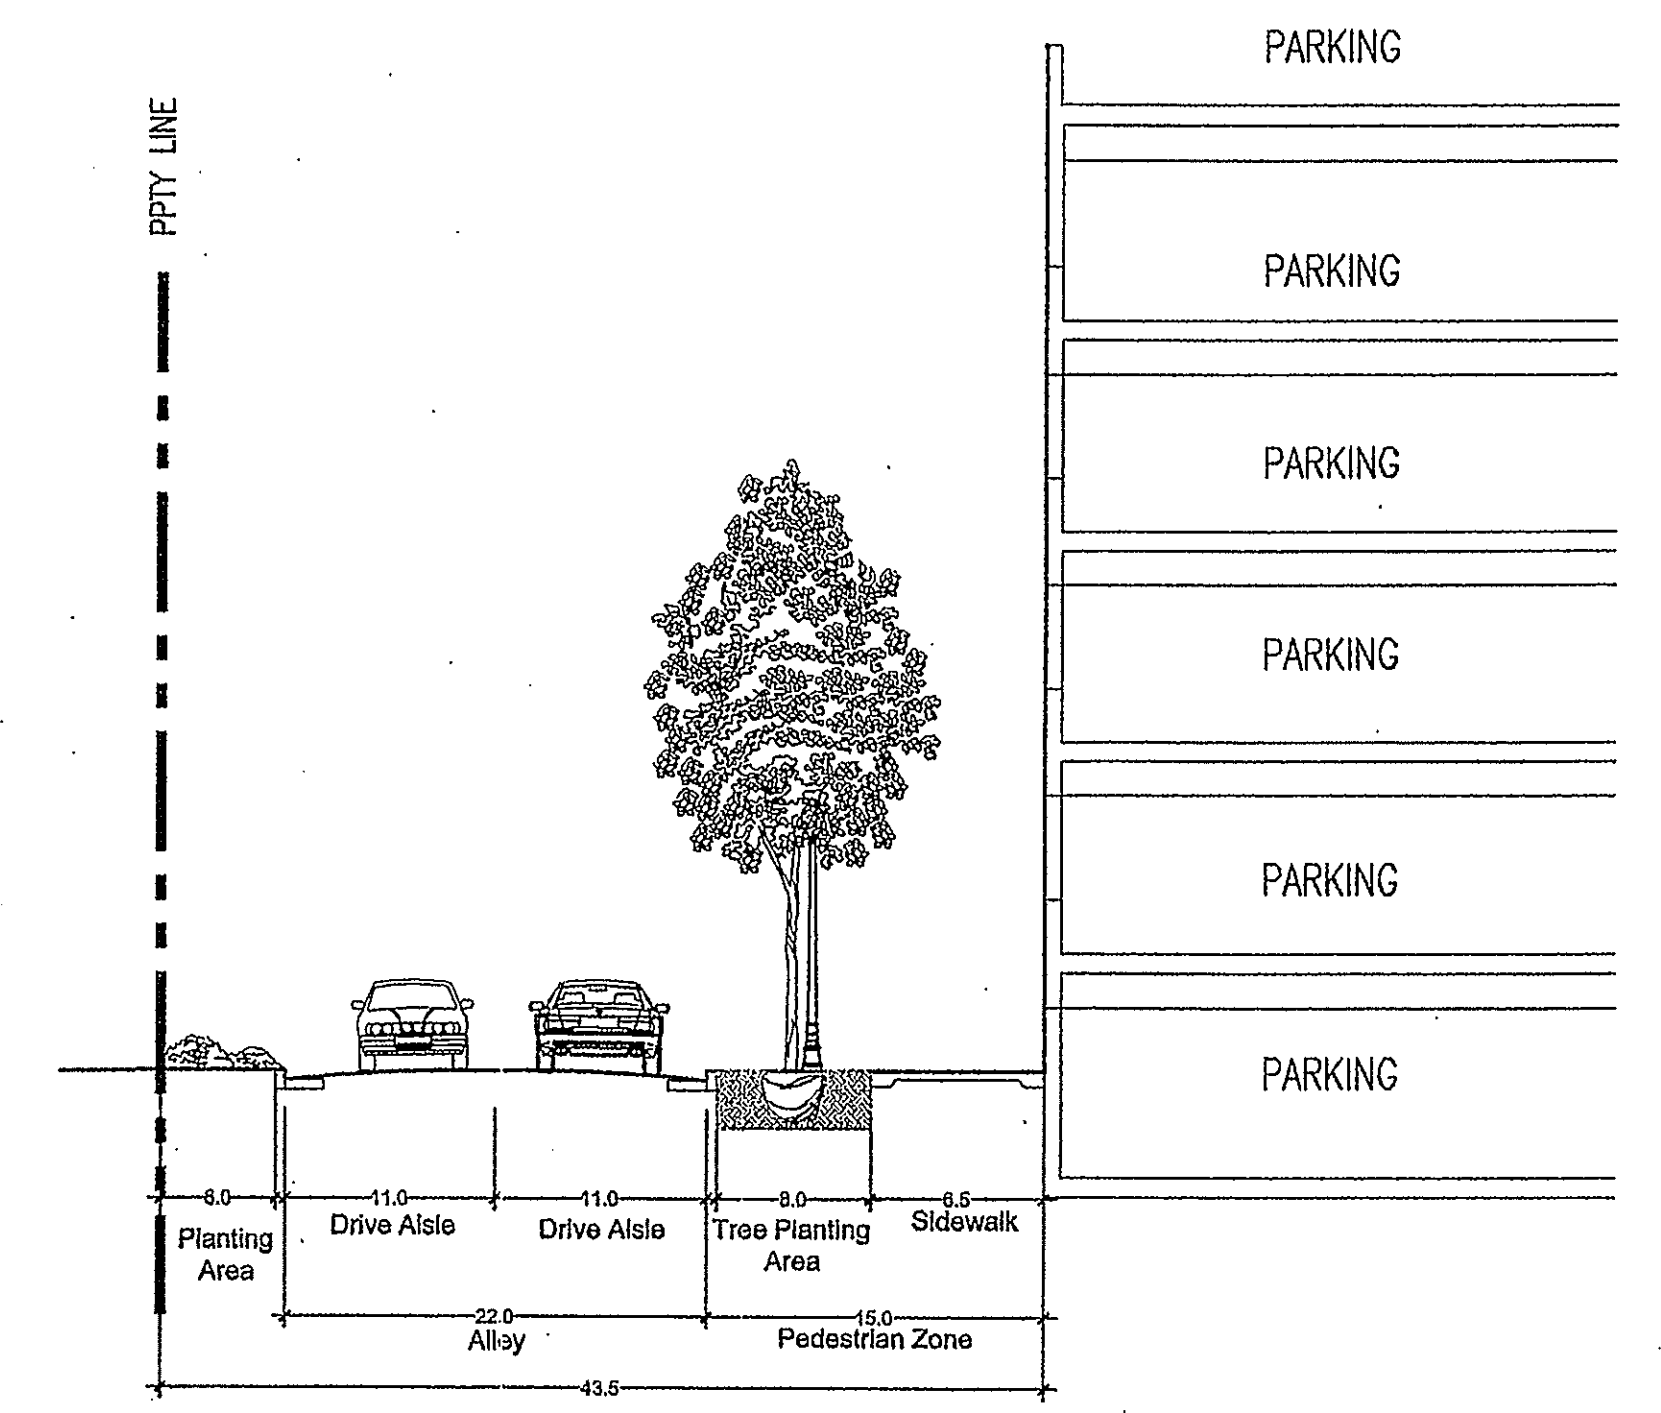 PPTY LINE
PARKING
PARKING
PARKING
PARKING
PARKING
PARKING
6.0
11.0
11.0
8.0
6.5
Planting
Area
Drive Aisle
Drive Aisle
Tree Planting
Area
Sidewalk
22.0
Alley
15.0
Pedestrian Zone
43.5